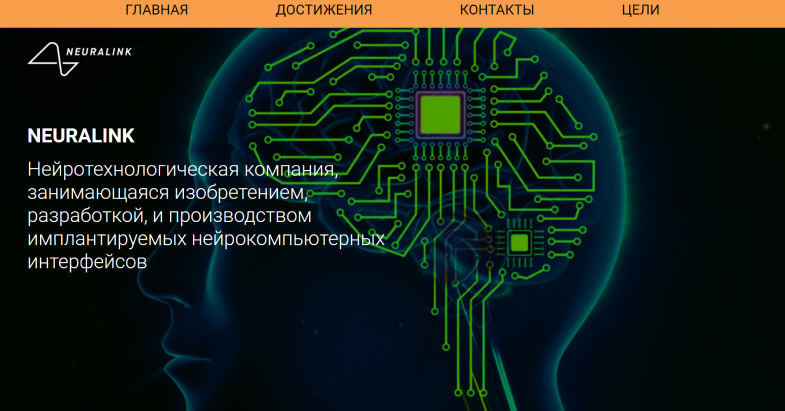 ГЛАВНАЯ ДОСТИЖЕНИЯ КОНТАКТЫ ЦЕЛИ
NEURALINK
NEURALINK
Нейротехнологическая компания,
занимающаяся изобретением,
разработкой, и производством
имплантируемых нейрокомпьютерных
интерфейсов